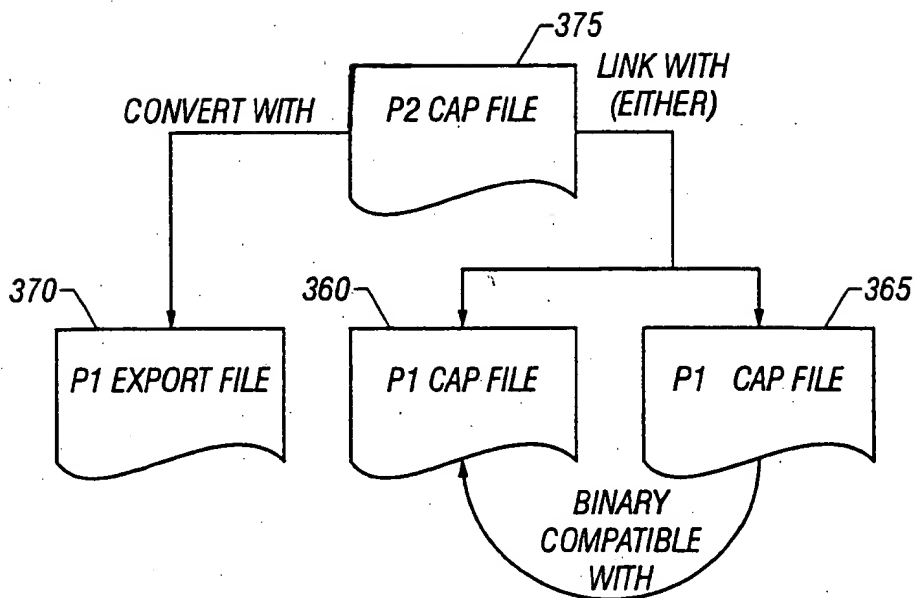 375
P2 CAP FILE
CONVERT WITH
LINK WITH
(EITHER)
370
360
365
P1 EXPORT FILE
P1 CAP FILE
P1 CAP FILE
BINARY
COMPATIBLE
WITH